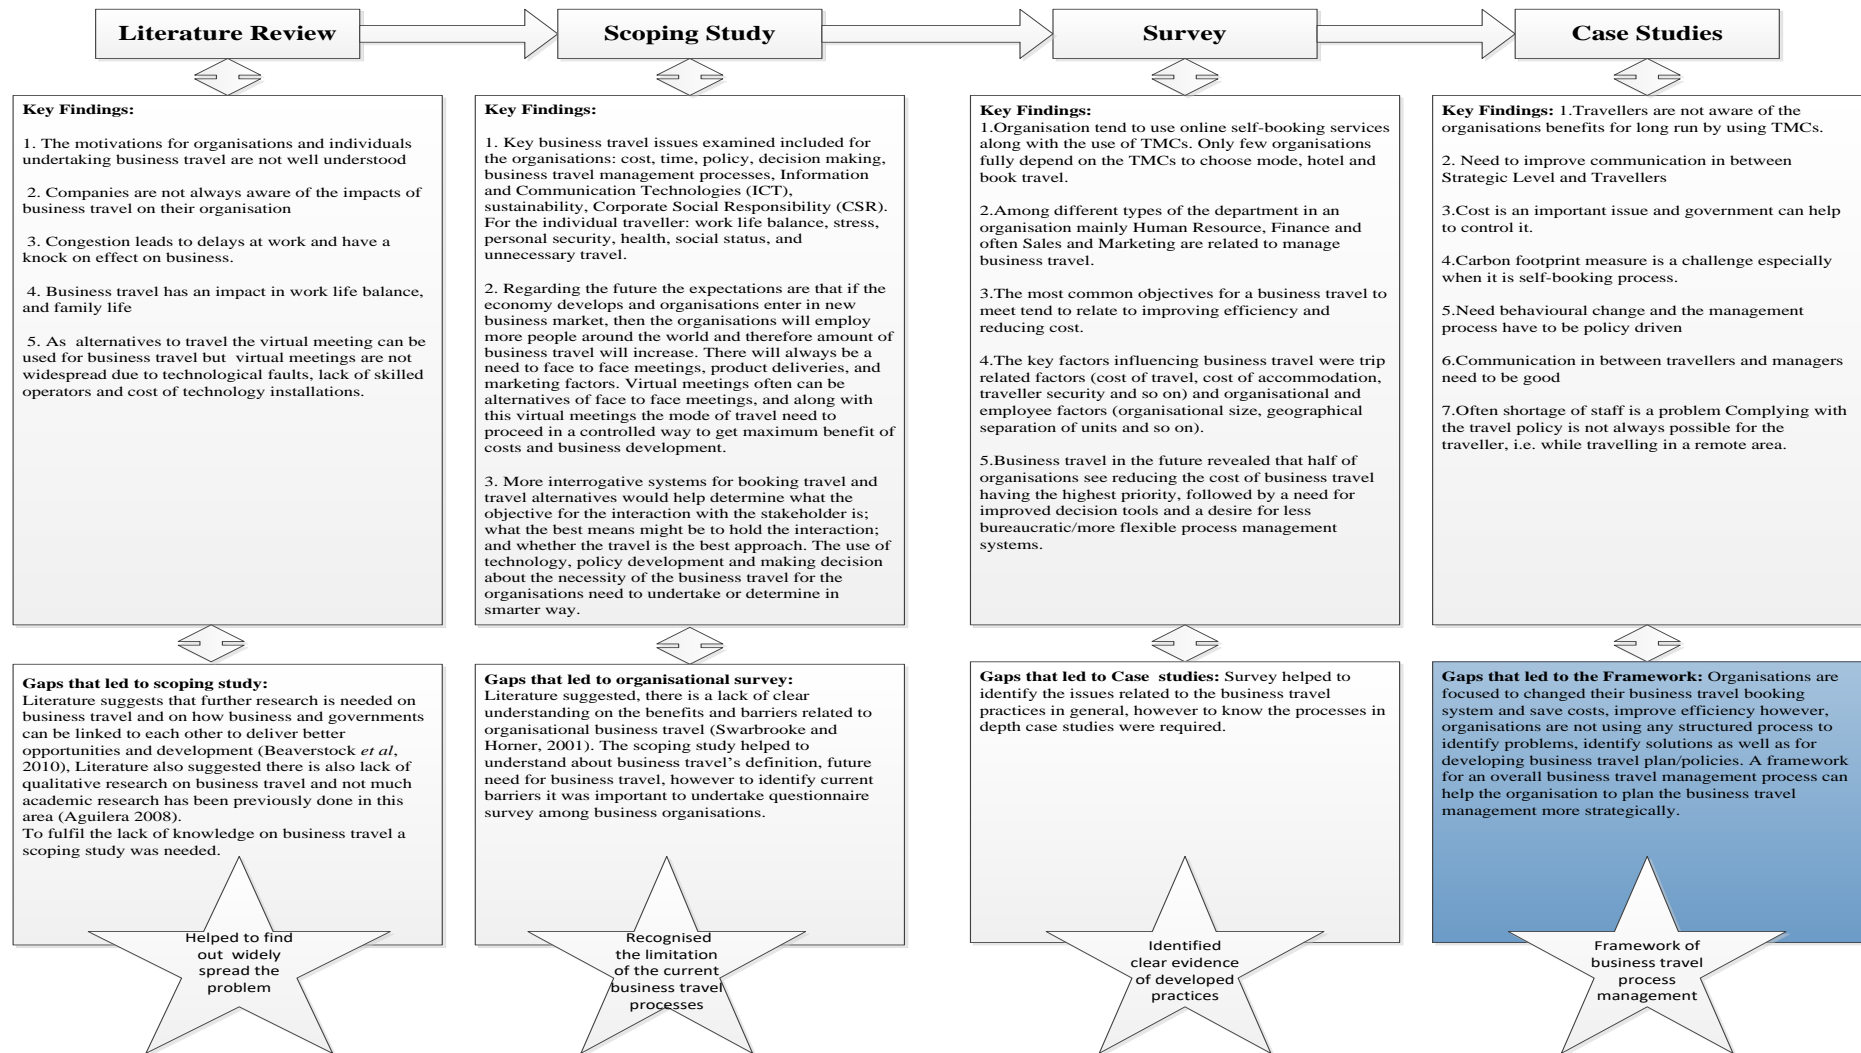 Literature Review
Scoping Study
Survey
Case Studies
Key Findings:
1. The motivations for organisations and individuals
undertaking business travel are not well understood
2. Companies are not always aware of the impacts of
business travel on their organisation
3. Congestion leads to delays at work and have a
knock on effect on business.
4. Business travel has an impact in work life balance,
and family life
5. As alternatives to travel the virtual meeting can be
used for business travel but virtual meetings are not
widespread due to technological faults, lack of skilled
operators and cost of technology installations.
Key Findings:
1. Key business travel issues examined included for
the organisations: cost, time, policy, decision making,
business travel management processes, Information
and Communication Technologies (ICT),
sustainability, Corporate Social Responsibility (CSR).
For the individual traveller: work life balance, stress,
personal security, health, social status, and
unnecessary travel.
2. Regarding the future the expectations are that if the
economy develops and organisations enter in new
business market, then the organisations will employ
more people around the world and therefore amount of
business travel will increase. There will always be a
need to face to face meetings, product deliveries, and
marketing factors. Virtual meetings often can be
alternatives of face to face meetings, and along with
this virtual meetings the mode of travel need to
proceed in a controlled way to get maximum benefit of
costs and business development.
3. More interrogative systems for booking travel and
travel alternatives would help determine what the
objective for the interaction with the stakeholder is;
what the best means might be to hold the interaction;
and whether the travel is the best approach. The use of
technology, policy development and making decision
about the necessity of the business travel for the
organisations need to undertake or determine in
smarter way.
Key Findings:
1.Organisation tend to use online self-booking services
along with the use of TMCs. Only few organisations
fully depend on the TMCs to choose mode, hotel and
book travel.
2.Among different types of the department in an
organisation mainly Human Resource, Finance and
often Sales and Marketing are related to manage
business travel.
3.The most common objectives for a business travel to
meet tend to relate to improving efficiency and
reducing cost.
4.The key factors influencing business travel were trip
related factors (cost of travel, cost of accommodation,
traveller security and so on) and organisational and
employee factors (organisational size, geographical
separation of units and so on).
5.Business travel in the future revealed that half of
organisations see reducing the cost of business travel
having the highest priority, followed by a need for
improved decision tools and a desire for less
bureaucratic/more flexible process management
systems.
Key Findings: 1.Travellers are not aware of the
organisations benefits for long run by using TMCs.
2. Need to improve communication in between
Strategic Level and Travellers
3.Cost is an important issue and government can help
to control it.
4.Carbon footprint measure is a challenge especially
when it is self-booking process.
5.Need behavioural change and the management
process have to be policy driven
6.Communication in between travellers and managers
need to be good
7.Often shortage of staff is a problem Complying with
the travel policy is not always possible for the
traveller, i.e. while travelling in a remote area.
Gaps that led to scoping study:
Literature suggests that further research is needed on
business travel and on how business and governments
can be linked to each other to deliver better
opportunities and development (Beaverstock et al,
2010), Literature also suggested there is also lack of
qualitative research on business travel and not much
academic research has been previously done in this
area (Aguilera 2008).
To fulfil the lack of knowledge on business travel a
scoping study was needed.
Gaps that led to organisational survey:
Literature suggested, there is a lack of clear
understanding on the benefits and barriers related to
organisational business travel (Swarbrooke and
Horner, 2001). The scoping study helped to
understand about business travel's definition, future
need for business travel, however to identify current
barriers it was important to undertake questionnaire
survey among business organisations.
Gaps that led to Case studies: Survey helped to
identify the issues related to the business travel
practices in general, however to know the processes in
depth case studies were required.
Gaps that led to the Framework: Organisations are
focused to changed their business travel booking
system and save costs, improve efficiency however,
organisations are not using any structured process to
identify problems, identify solutions as well as for
developing business travel plan/policies. A framework
for an overall business travel management process can
help the organisation to plan the business travel
management more strategically.
Helped to find
out widely
spread the
problem
Recognised
the limitation
of the current
business travel
processes
Identified
clear evidence
of developed
practices
Framework of
business travel
process
management